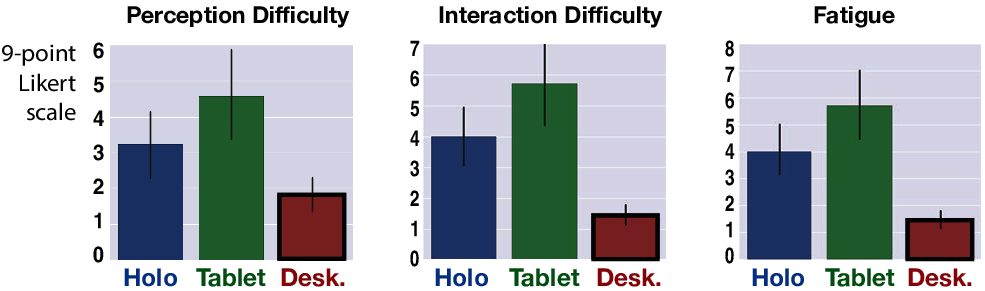 Perception Difficulty
9-point
Likert
scale
6
5
4
3
2
1
0
Holo Tablet Desk.
Interaction Difficulty
7
6
5
4
3
2
1
0
Holo Tablet Desk.
Fatigue
8
7
6
5
4
3
2
1
0
Holo Tablet Desk.